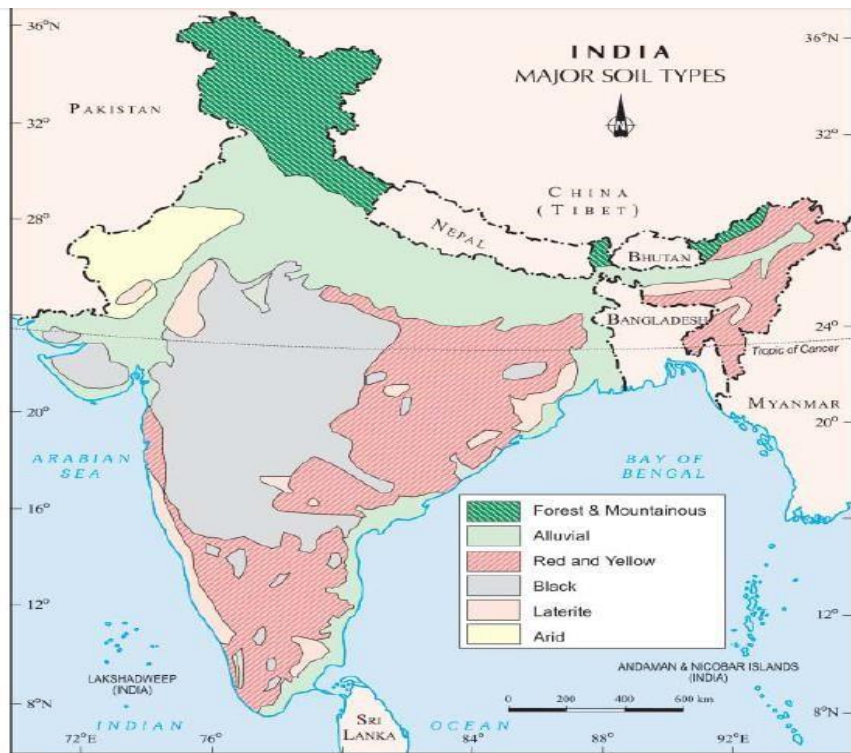 36°N
36°N
INDIA
MAJOR SOIL TYPES
PAKISTAN
N
32°
32°
CHINA
(TIBET)
28°
28°
NEPAL
BHUTAN
BANGLADESH
24°
Tropic of Cancer
MYANMAR
20°
20°
ARABIAN
SEA
BAY OF
BENGAL
16°
16°
Forest & Mountainous
Alluvial
Red and Yellow
Black
Laterite
Arid
12°
12°
LAKSHADWEEP
(INDIA)
ANDAMAN & NICOBAR ISLANDS
(INDIA)
8°N
8°N
0 200 400 600 km
INDIAN OCEAN
SRI
LANKA
72°E 76° 84° 88° 92°E